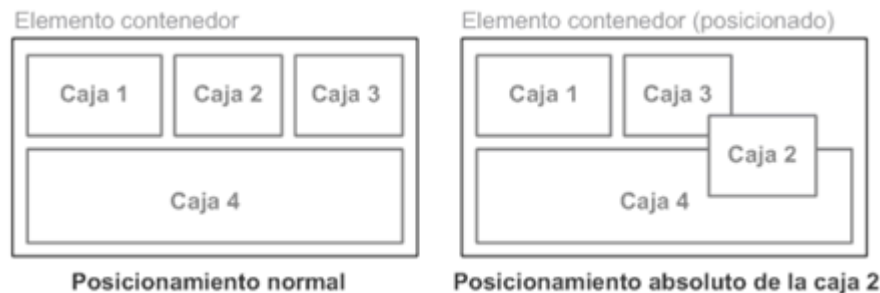 Elemento contenedor
Caja 1 Caja 2 Caja 3
Caja 4
Posicionamiento normal
Elemento contenedor (posicionado)
Caja 1 Caja 3
Caja 2
Caja 4
Posicionamiento absoluto de la caja 2